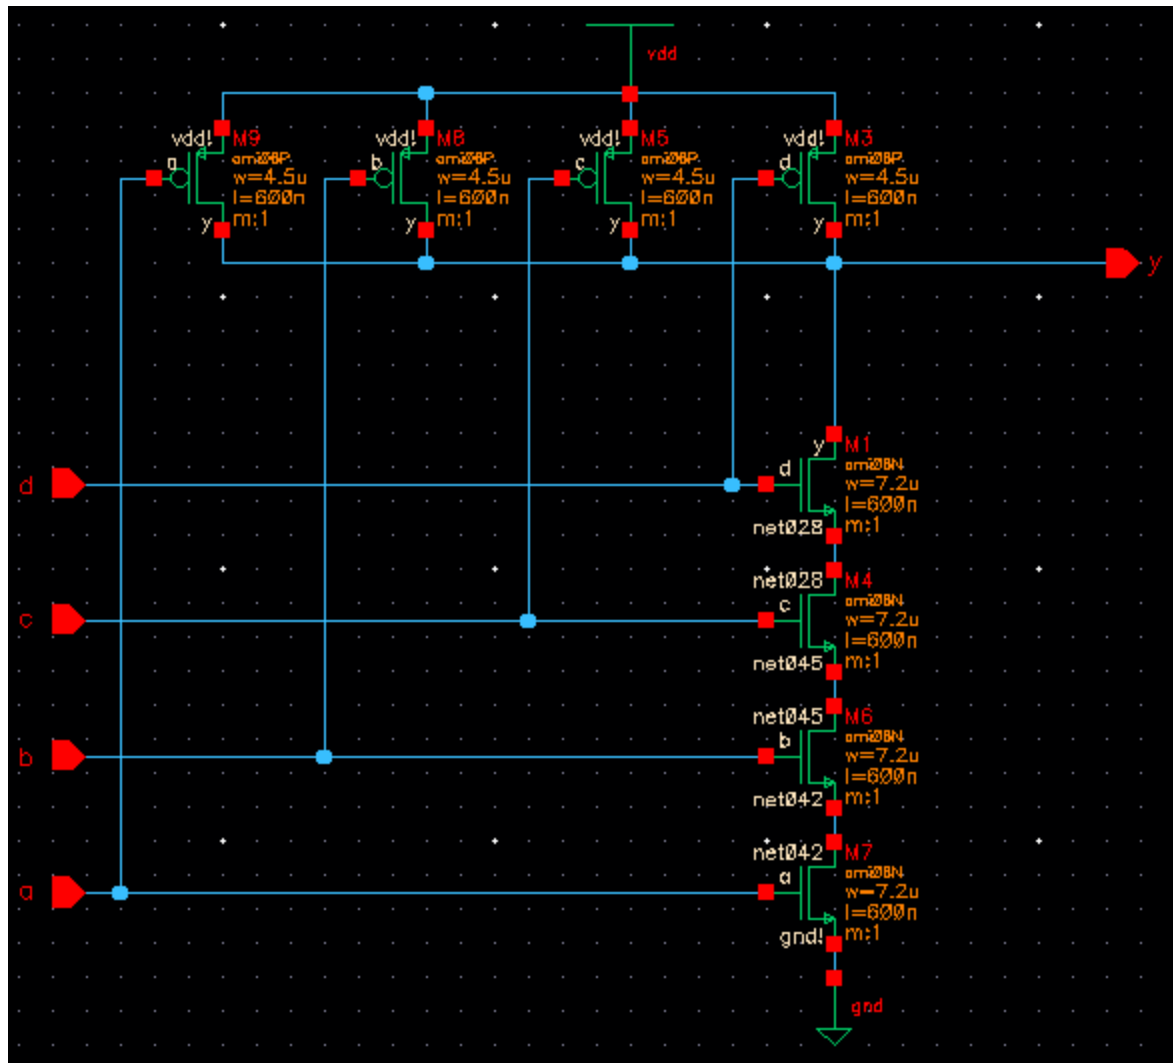 vdd
vdd! M9
a ami06P
w=4.5u
l=600n
y m:1
vdd! M8
b ami06P
w=4.5u
l=600n
y m:1
vdd! M5
c ami06P
w=4.5u
l=600n
y m:1
vdd! M3
d ami06P
w=4.5u
l=600n
y m:1
y
y M1
d ami06N
w=7.2u
l=600n
net028 m:1
d
net028 M4
c ami06N
w=7.2u
l=600n
net045 m:1
c
net045 M6
b ami06N
w=7.2u
l=600n
net042 m:1
b
net042 M7
a ami06N
w=7.2u
l=600n
gnd! m:1
a
gnd